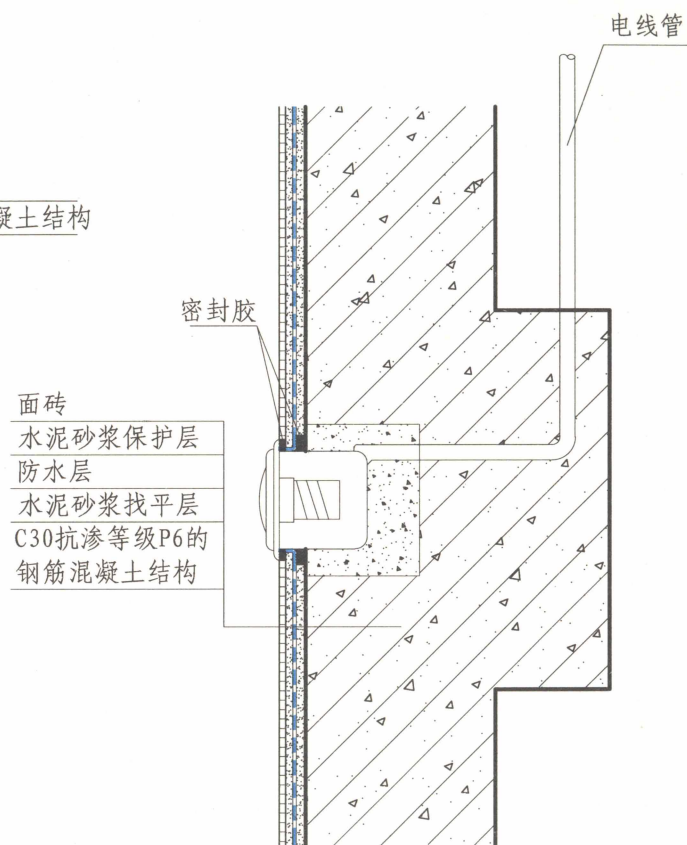 电线管
凝土结构
密封胶
面砖
水泥砂浆保护层
防水层
水泥砂浆找平层
C30抗渗等级P6的
钢筋混凝土结构